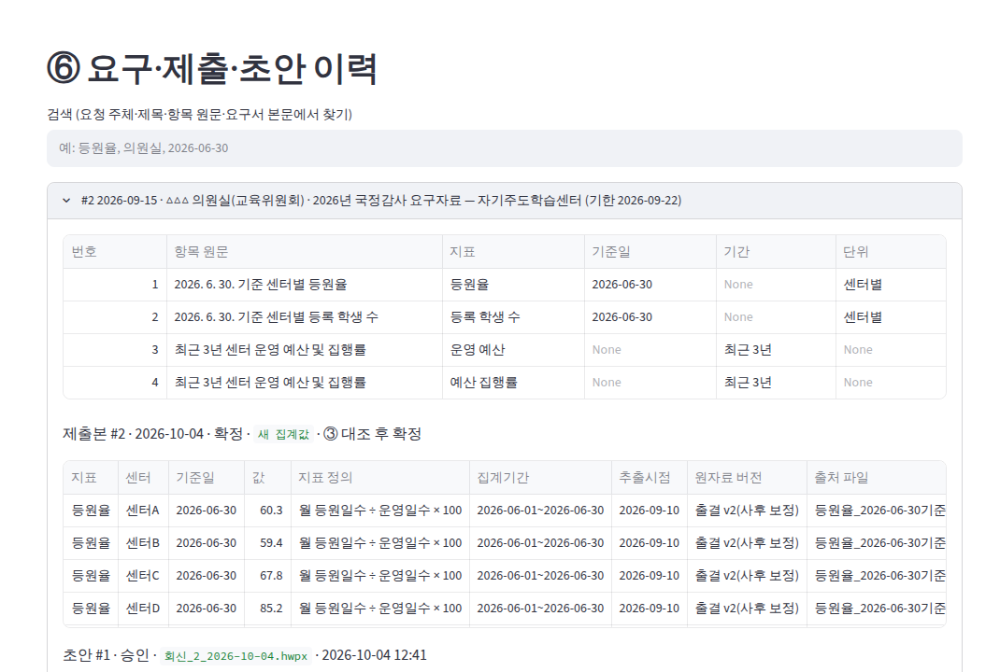 ⑥ 요구·제출·초안 이력
검색 (요청 주체·제목·항목 원문·요구서 본문에서 찾기)
예: 등원율, 의원실, 2026-06-30
#2 2026-09-15 · △△△ 의원실(교육위원회) · 2026년 국정감사 요구자료 — 자기주도학습센터 (기한 2026-09-22)
번호 항목 원문 지표 기준일 기간 단위
1 2026. 6. 30. 기준 센터별 등원율 등원율 2026-06-30 None 센터별
2 2026. 6. 30. 기준 센터별 등록 학생 수 등록 학생 수 2026-06-30 None 센터별
3 최근 3년 센터 운영 예산 및 집행률 운영 예산 None 최근 3년 None
4 최근 3년 센터 운영 예산 및 집행률 예산 집행률 None 최근 3년 None
제출본 #2 · 2026-10-04 · 확정 · 새 집계값 · ③ 대조 후 확정
지표 센터 기준일 값 지표 정의 집계기간 추출시점 원자료 버전 출처 파일
등원율 센터A 2026-06-30 60.3 월 등원일수 ÷ 운영일수 × 100 2026-06-01~2026-06-30 2026-09-10 출결 v2(사후 보정) 등원율_2026-06-30기준
등원율 센터B 2026-06-30 59.4 월 등원일수 ÷ 운영일수 × 100 2026-06-01~2026-06-30 2026-09-10 출결 v2(사후 보정) 등원율_2026-06-30기준
등원율 센터C 2026-06-30 67.8 월 등원일수 ÷ 운영일수 × 100 2026-06-01~2026-06-30 2026-09-10 출결 v2(사후 보정) 등원율_2026-06-30기준
등원율 센터D 2026-06-30 85.2 월 등원일수 ÷ 운영일수 × 100 2026-06-01~2026-06-30 2026-09-10 출결 v2(사후 보정) 등원율_2026-06-30기준
초안 #1 · 승인 · 회신_2_2026-10-04.hwpx · 2026-10-04 12:41